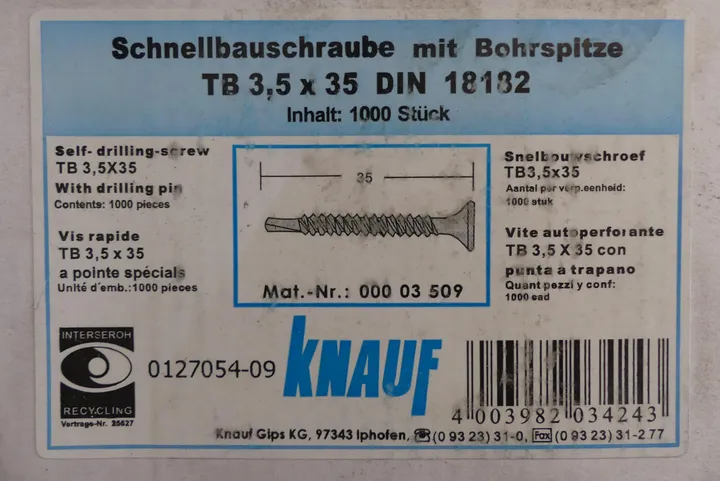 Schnellbauschraube mit Bohrspitze
TB 3,5 x 35 DIN 18182
Inhalt: 1000 Stück
Self- drilling-screw
TB 3,5X35
With drilling pin
Contents: 1000 pieces
Vis rapide
TB 3,5 x 35
a pointe spécials
Unité d´emb.:1000 pieces
35
Mat.-Nr.: 000 03 509
Snelbouwschroef
TB3,5x35
Aantal per verp.eenheid:
1000 stuk
Vite autoperforante
TB 3,5 X 35 con
punta a trapano
Quant pezzi y conf:
1000 ead
INTERSEROH
RECYCLING
Vertrags-Nr. 25527
0127054-09
KNAUF
4 003982 034243
Knauf Gips KG, 97343 Iphofen, ☎(0 93 23) 31-0, Fax (0 93 23) 31-2 77